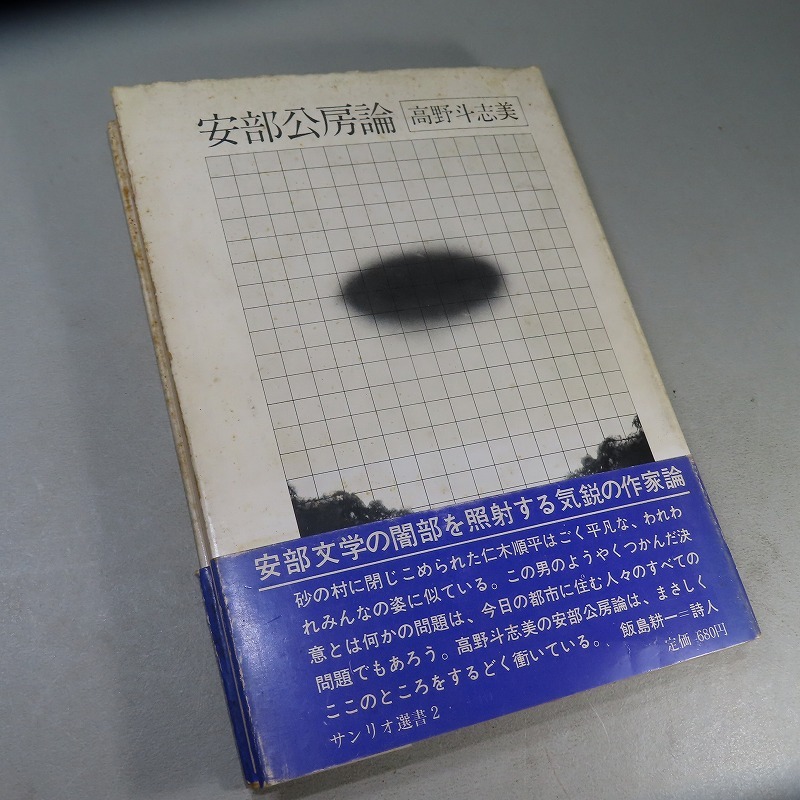 安部公房論 高野斗志美
安部文学の闇部を照射する気鋭の作家論
砂の村に閉じこめられた仁木順平はごく平凡な、われわ
れみんなの姿に似ている。この男のようやくつかんだ決
意とは何かの問題は、今日の都市に住む人々のすべての
問題でもあろう。高野斗志美の安部公房論は、まさしく
ここのところをするどく衝いている。 飯島耕一=詩人
サンリオ選書2
定価 680円